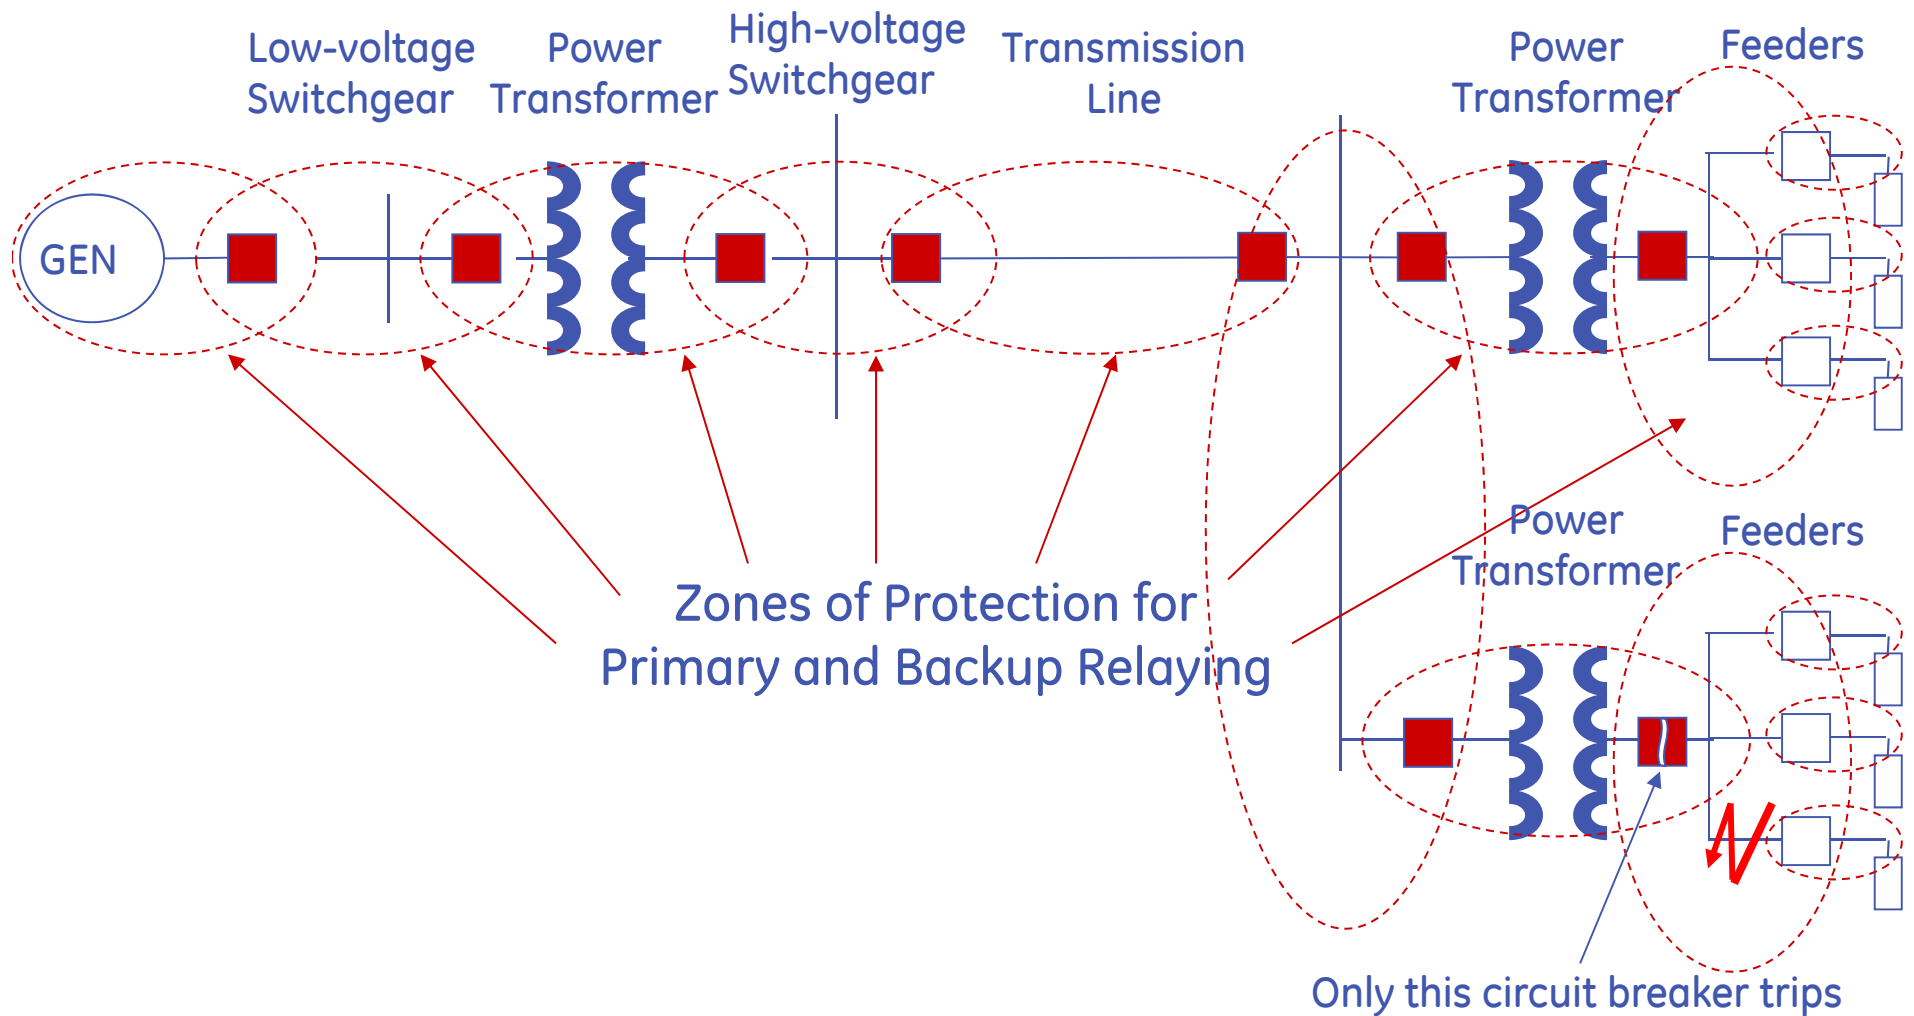 Low-voltage
Switchgear
Power
Transformer
High-voltage
Switchgear
Transmission
Line
Power
Transformer
Feeders
GEN
Power
Transformer
Feeders
Zones of Protection for
Primary and Backup Relaying
Only this circuit breaker trips